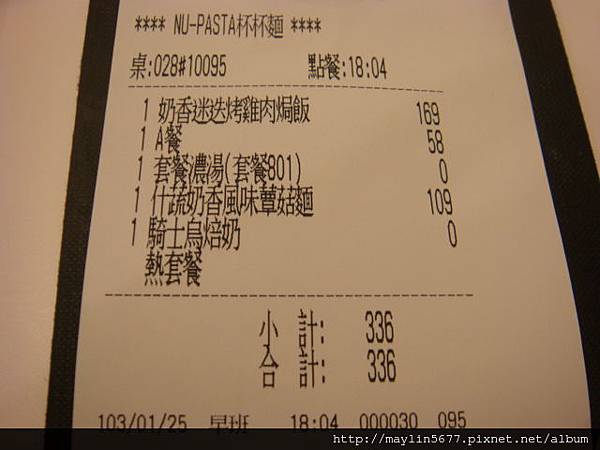 **** NU-PASTA杯杯麵 ****
桌:028#10095 點餐:18:04
1 奶香迷迭烤雞肉焗飯 169
1 A餐 58
1 套餐濃湯(套餐801) 0
1 什蔬奶香風味蕈菇麵 109
1 騎士烏焙奶 0
熱套餐
小 計: 336
合 計: 336
103/01/25 早班 18:04 000030 095
http://maylin5677.pixnet.net/album